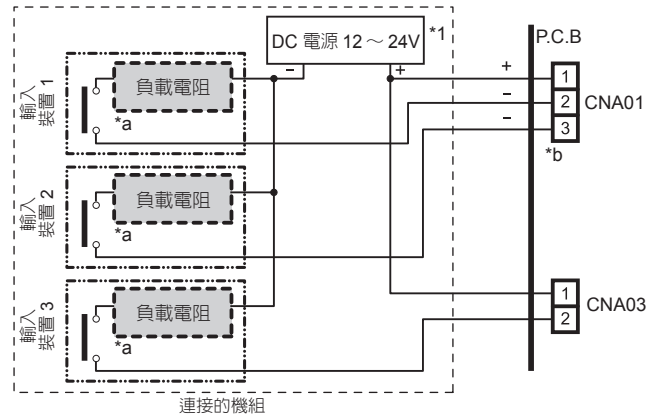 DC 電源 12 ～ 24V
*1
－
+
P.C.B
輸入
裝置 1
負載電阻
*a
+
－
－
1
2
3
CNA01
*b
輸入
裝置 2
負載電阻
*a
輸入
裝置 3
負載電阻
*a
1
2
CNA03
連接的機組